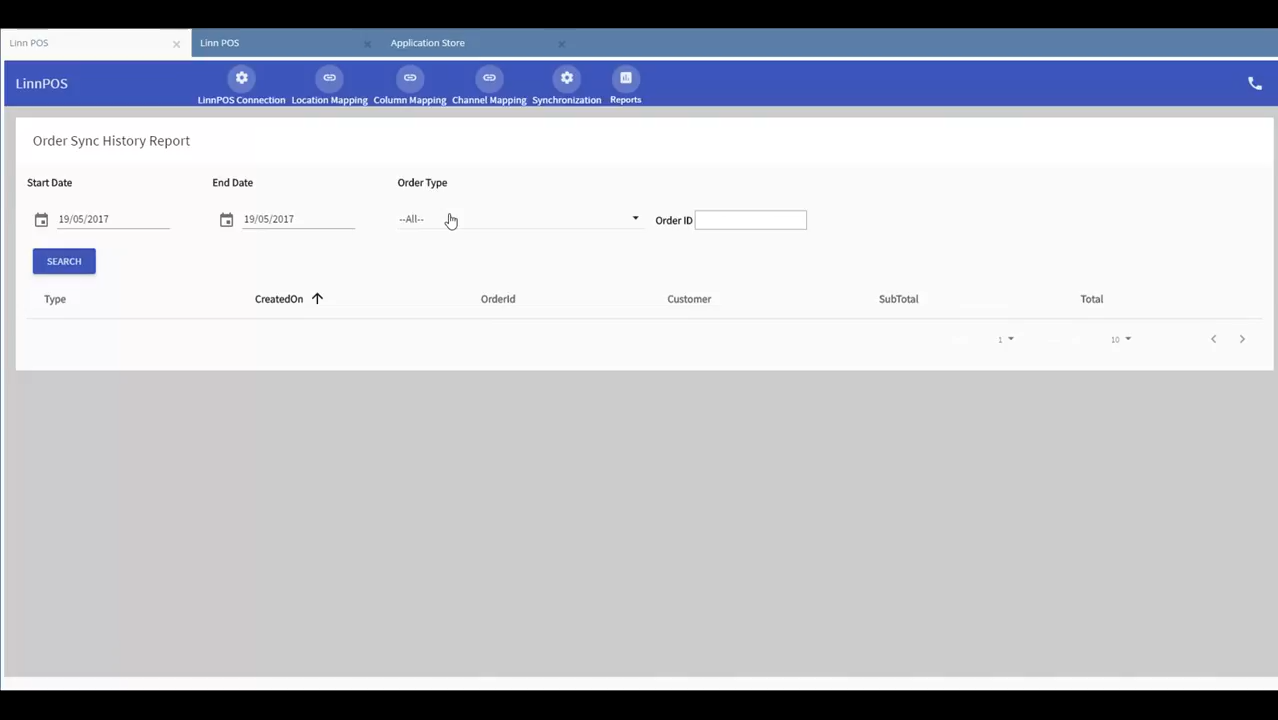 Linn POS
Linn POS
Application Store
LinnPOS
LinnPOS Connection
Location Mapping
Column Mapping
Channel Mapping
Synchronization
Reports
Order Sync History Report
Start Date
End Date
Order Type
19/05/2017
19/05/2017
--All--
Order ID
SEARCH
Type
CreatedOn
OrderId
Customer
SubTotal
Total
1
10